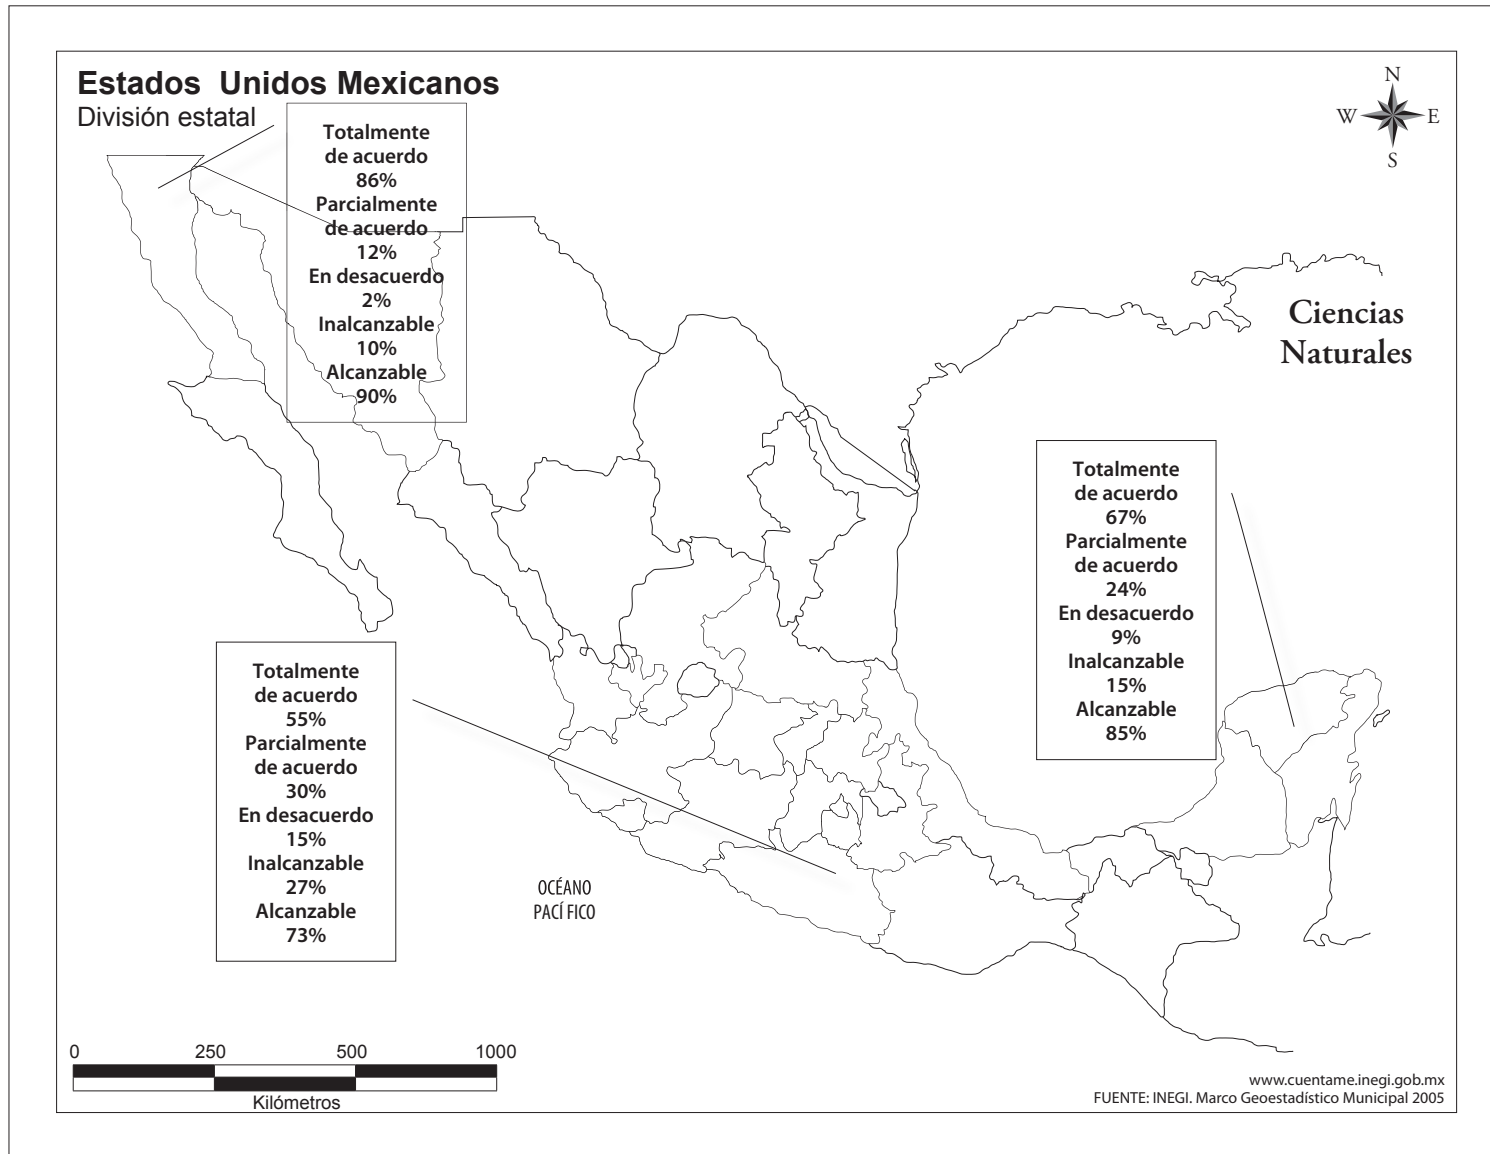 Estados Unidos Mexicanos
División estatal
N
W
E
S
Totalmente
de acuerdo
86%
Parcialmente
de acuerdo
12%
En desacuerdo
2%
Inalcanzable
10%
Alcanzable
90%
Ciencias
Naturales
Totalmente
de acuerdo
67%
Parcialmente
de acuerdo
24%
En desacuerdo
9%
Inalcanzable
15%
Alcanzable
85%
Totalmente
de acuerdo
55%
Parcialmente
de acuerdo
30%
En desacuerdo
15%
Inalcanzable
27%
Alcanzable
73%
OCÉANO
PACÍ FICO
0 250 500 1000
Kilómetros
www.cuentame.inegi.gob.mx
FUENTE: INEGI. Marco Geoestadístico Municipal 2005